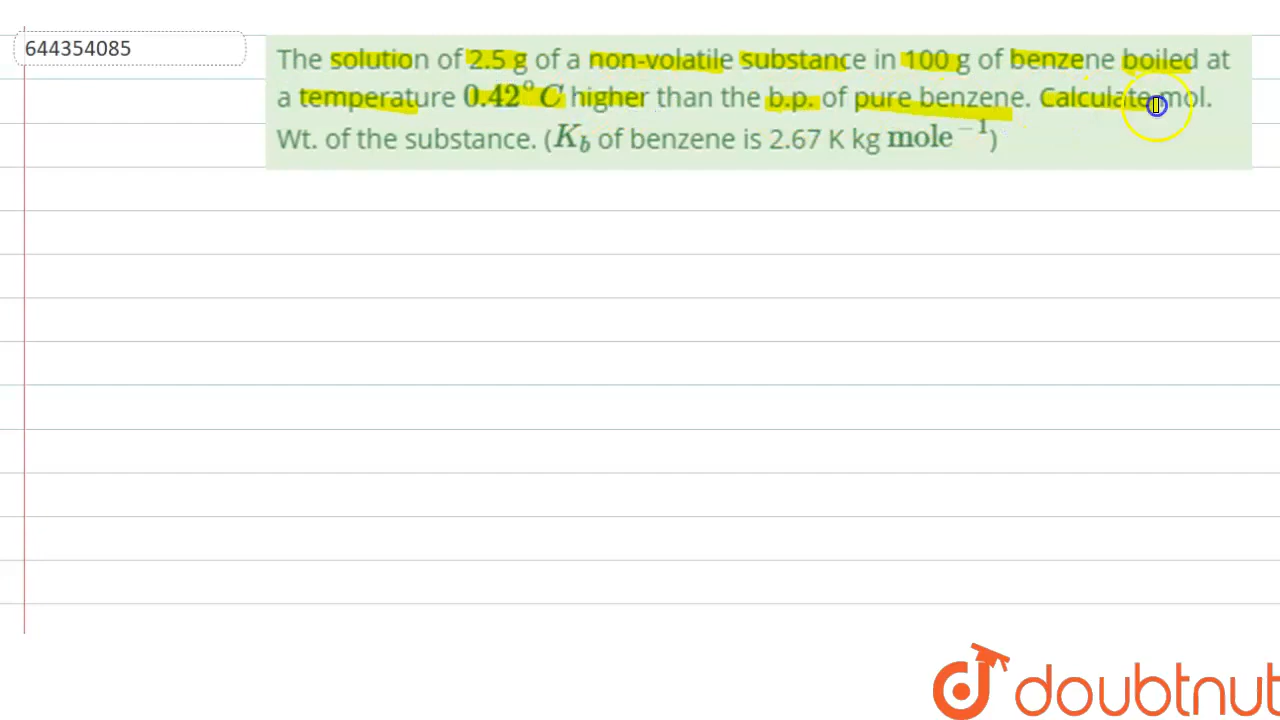 644354085
The solution of 2.5 g of a non-volatile substance in 100 g of benzene boiled at
a temperature 0.42°C higher than the b.p. of pure benzene. Calculate mol.
Wt. of the substance. (K_b of benzene is 2.67 K kg mole⁻¹)
doubtnut